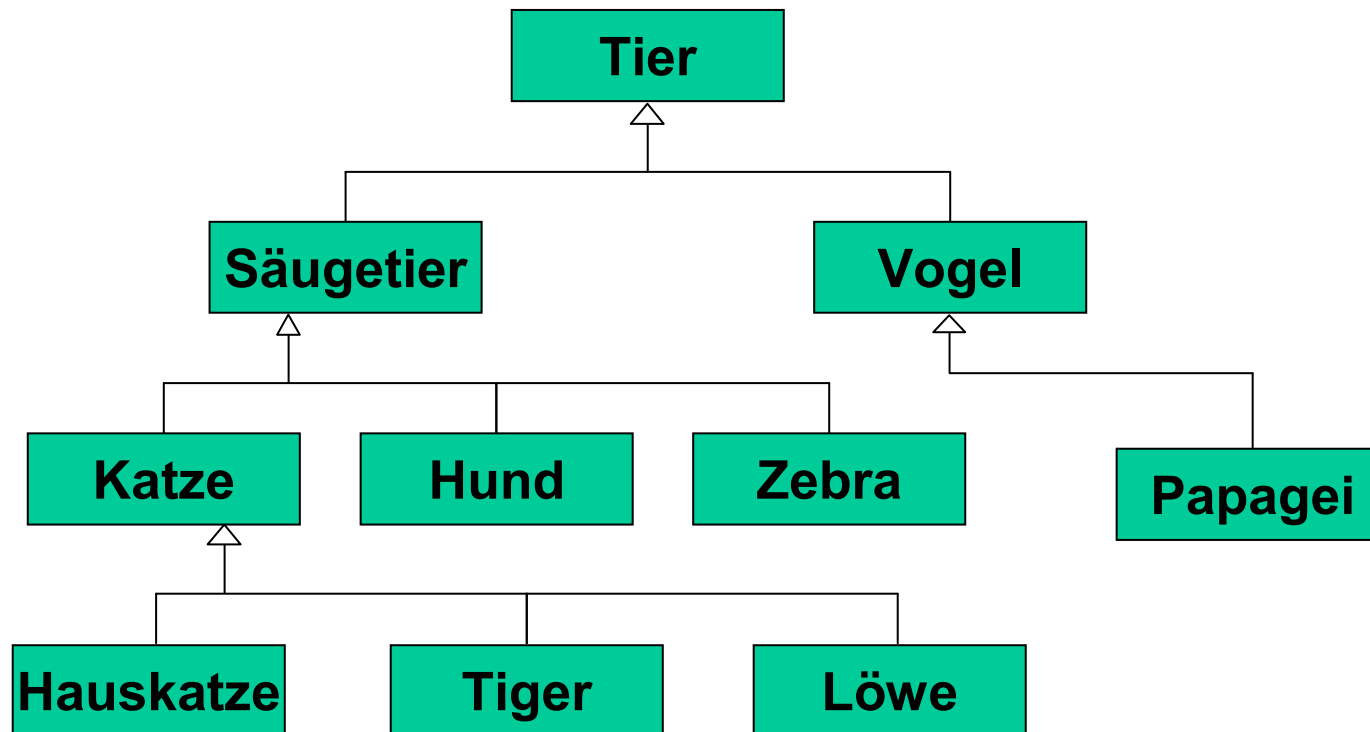 Tier
Säugetier
Vogel
Katze
Hund
Zebra
Papagei
Hauskatze
Tiger
Löwe